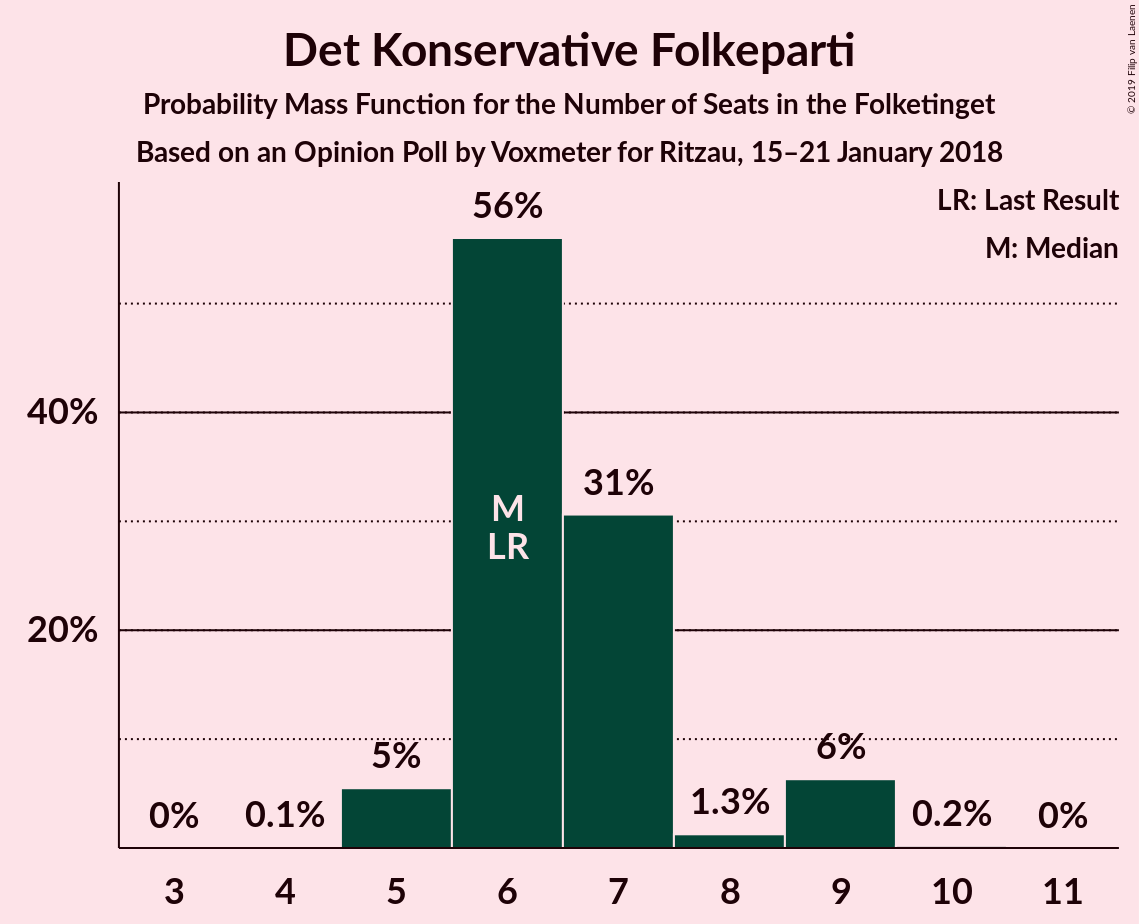 Det Konservative Folkeparti
Probability Mass Function for the Number of Seats in the Folketinget
Based on an Opinion Poll by Voxmeter for Ritzau, 15–21 January 2018
© 2019 Filip van Laenen
LR: Last Result
M: Median
56%
40%
31%
M
LR
20%
5%
6%
0%
0.1%
1.3%
0.2%
0%
3 4 5 6 7 8 9 10 11